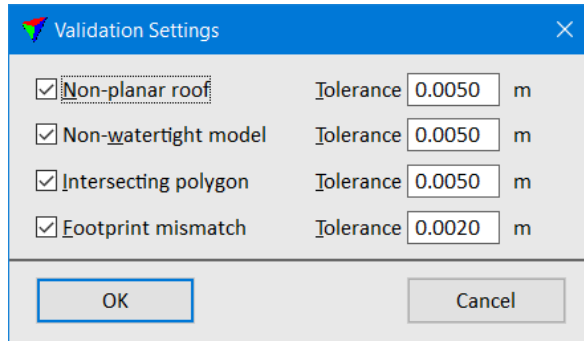 Validation Settings
Non-planar roof Tolerance 0.0050 m
Non-watertight model Tolerance 0.0050 m
Intersecting polygon Tolerance 0.0050 m
Footprint mismatch Tolerance 0.0020 m
OK Cancel